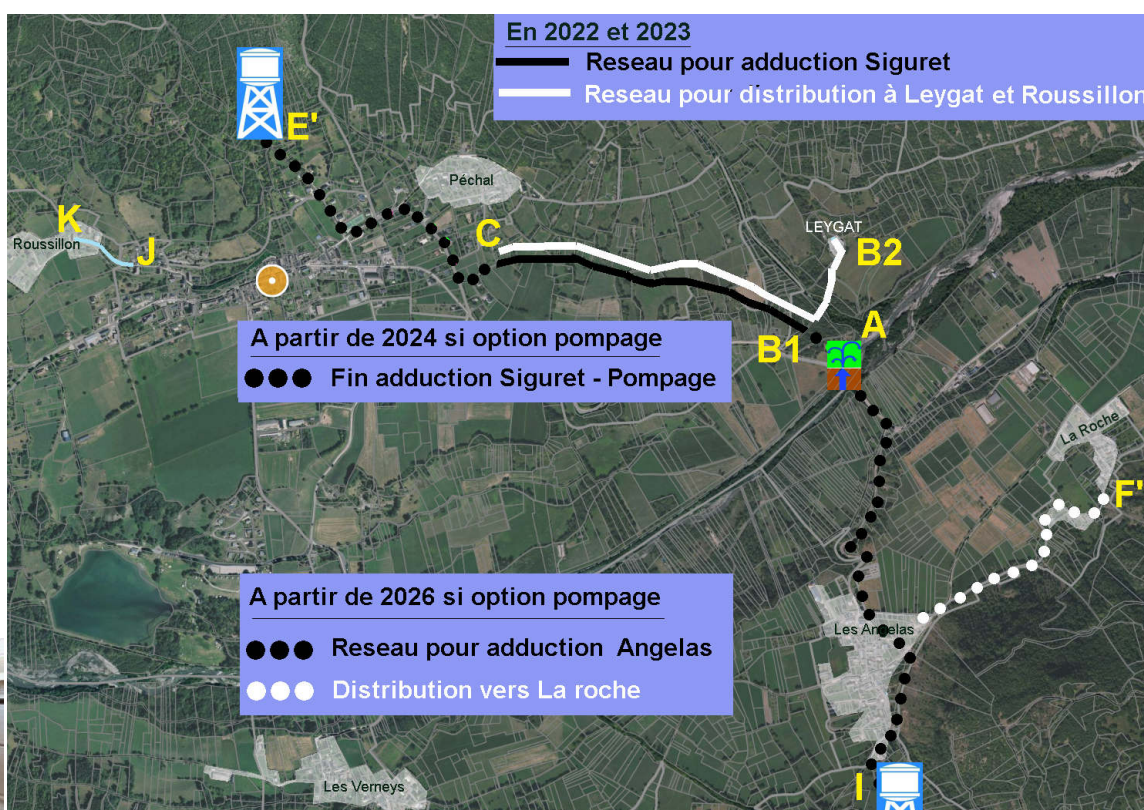 En 2022 et 2023
Reseau pour adduction Siguret
Reseau pour distribution à Leygat et Roussillon
E'
Péchal
K
Roussillon
J
C
LEYGAT
B2
A
B1
A partir de 2024 si option pompage
Fin adduction Siguret - Pompage
La Roche
F'
A partir de 2026 si option pompage
Reseau pour adduction Angelas
Distribution vers La roche
Les Angelas
Les Verneys
I